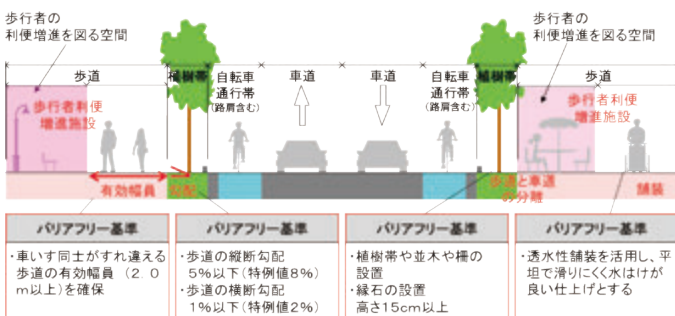 歩行者の
利便増進を図る空間
歩行者の
利便増進を図る空間
歩道
植樹帯
自転車
通行帯
(路肩含む)
車道
車道
自転車
通行帯
(路肩含む)
植樹帯
歩道
歩行者利便
増進施設
歩行者利便
増進施設
有効幅員
勾配
歩道と車道
の分離
舗装
バリアフリー基準
・車いす同士がすれ違える
歩道の有効幅員（2.0
m以上)を確保
バリアフリー基準
・歩道の縦断勾配
5%以下(特例値8%)
・歩道の横断勾配
1%以下(特例値2%)
バリアフリー基準
・植樹帯や並木や柵の
設置
・縁石の設置
高さ15cm以上
バリアフリー基準
・透水性舗装を活用し、平
坦で滑りにくく水はけが
良い仕上げとする